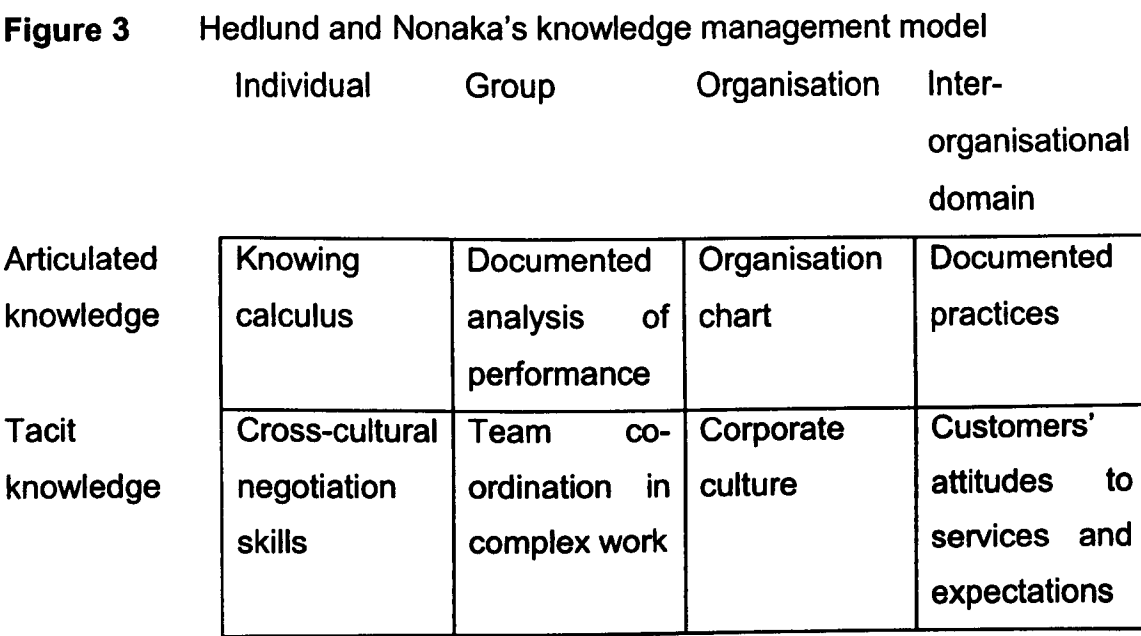 Figure 3 Hedlund and Nonaka's knowledge management model
Individual Group Organisation Inter-
organisational
domain
Articulated Knowing Documented Organisation Documented
knowledge calculus analysis of chart practices
performance
Tacit Cross-cultural Team co- Corporate Customers'
knowledge negotiation ordination in culture attitudes to
skills complex work services and
expectations